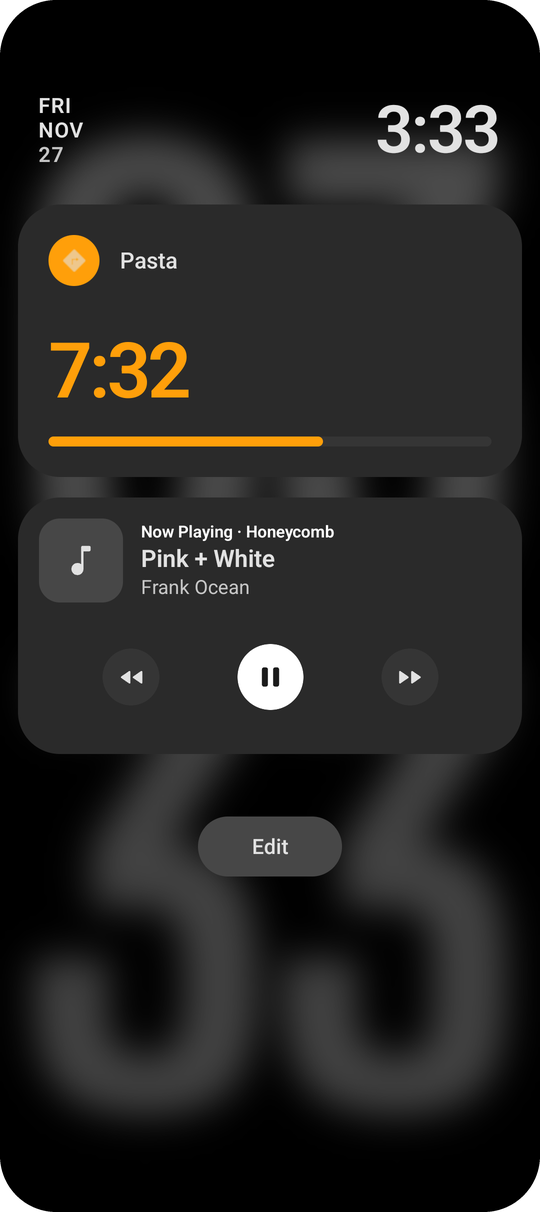 FRI
NOV
27
3:33
Pasta
7:32
Now Playing · Honeycomb
Pink + White
Frank Ocean
Edit